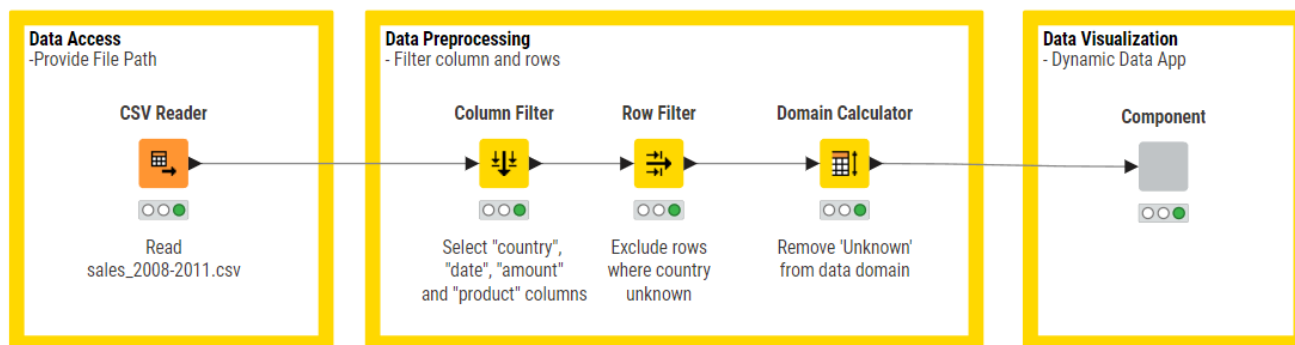 Data Access
-Provide File Path
CSV Reader
Read
sales_2008-2011.csv
Data Preprocessing
- Filter column and rows
Column Filter
Select "country",
"date", "amount"
and "product" columns
Row Filter
Exclude rows
where country
unknown
Domain Calculator
Remove 'Unknown'
from data domain
Data Visualization
- Dynamic Data App
Component